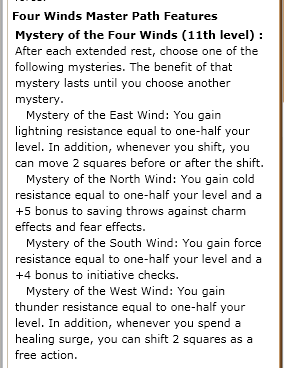 Four Winds Master Path Features
Mystery of the Four Winds (11th level) :
After each extended rest, choose one of
the following mysteries. The benefit of that
mystery lasts until you choose another
mystery.
Mystery of the East Wind: You gain
lightning resistance equal to one-half your
level. In addition, whenever you shift, you
can move 2 squares before or after the shift.
Mystery of the North Wind: You gain cold
resistance equal to one-half your level and a
+5 bonus to saving throws against charm
effects and fear effects.
Mystery of the South Wind: You gain force
resistance equal to one-half your level and a
+4 bonus to initiative checks.
Mystery of the West Wind: You gain
thunder resistance equal to one-half your
level. In addition, whenever you spend a
healing surge, you can shift 2 squares as a
free action.